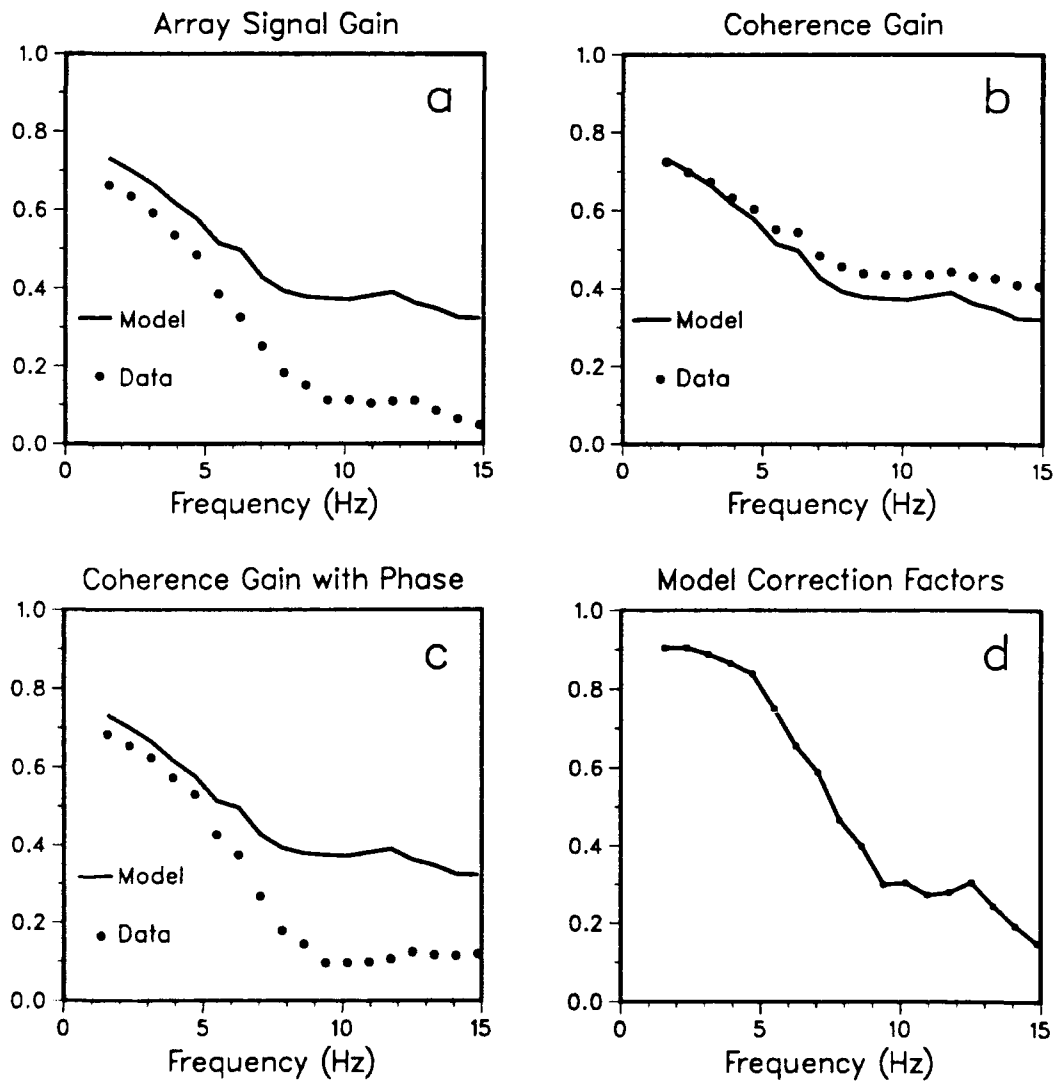 Array Signal Gain
a
1.0
0.8
0.6
0.4
0.2
0.0
Model
Data
0 5 10 15
Frequency (Hz)
Coherence Gain
b
1.0
0.8
0.6
0.4
0.2
0.0
Model
Data
0 5 10 15
Frequency (Hz)
Coherence Gain with Phase
c
1.0
0.8
0.6
0.4
0.2
0.0
Model
Data
0 5 10 15
Frequency (Hz)
Model Correction Factors
d
1.0
0.8
0.6
0.4
0.2
0.0
0 5 10 15
Frequency (Hz)